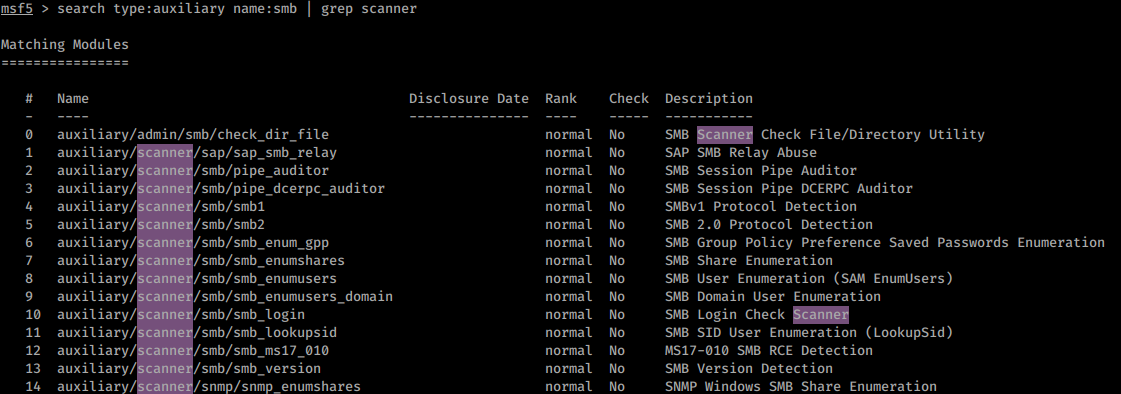 msf5 > search type:auxiliary name:smb | grep scanner
Matching Modules
================
# Name Disclosure Date Rank Check Description
- ---- --------------- ---- ----- -----------
0 auxiliary/admin/smb/check_dir_file normal No SMB Scanner Check File/Directory Utility
1 auxiliary/scanner/sap/sap_smb_relay normal No SAP SMB Relay Abuse
2 auxiliary/scanner/smb/pipe_auditor normal No SMB Session Pipe Auditor
3 auxiliary/scanner/smb/pipe_dcerpc_auditor normal No SMB Session Pipe DCERPC Auditor
4 auxiliary/scanner/smb/smb1 normal No SMBv1 Protocol Detection
5 auxiliary/scanner/smb/smb2 normal No SMB 2.0 Protocol Detection
6 auxiliary/scanner/smb/smb_enum_gpp normal No SMB Group Policy Preference Saved Passwords Enumeration
7 auxiliary/scanner/smb/smb_enumshares normal No SMB Share Enumeration
8 auxiliary/scanner/smb/smb_enumusers normal No SMB User Enumeration (SAM EnumUsers)
9 auxiliary/scanner/smb/smb_enumusers_domain normal No SMB Domain User Enumeration
10 auxiliary/scanner/smb/smb_login normal No SMB Login Check Scanner
11 auxiliary/scanner/smb/smb_lookupsid normal No SMB SID User Enumeration (LookupSid)
12 auxiliary/scanner/smb/smb_ms17_010 normal No MS17-010 SMB RCE Detection
13 auxiliary/scanner/smb/smb_version normal No SMB Version Detection
14 auxiliary/scanner/snmp/snmp_enumshares normal No SNMP Windows SMB Share Enumeration